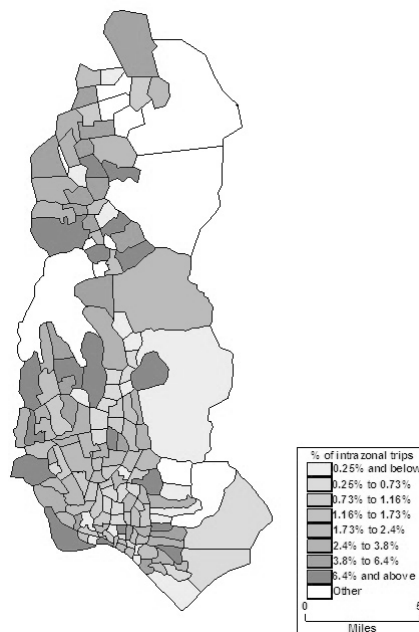 % of intrazonal trips
0.25% and below
0.25% to 0.73%
0.73% to 1.16%
1.16% to 1.73%
1.73% to 2.4%
2.4% to 3.8%
3.8% to 6.4%
6.4% and above
Other
0 5
Miles